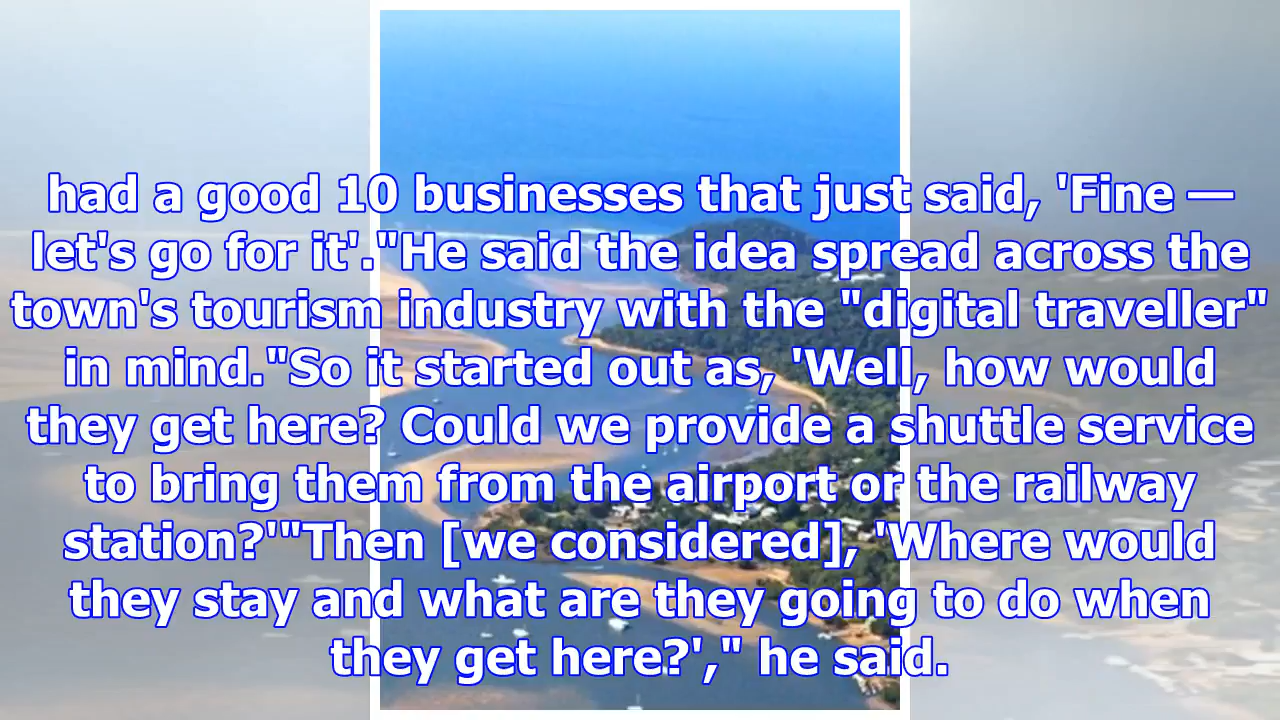 had a good 10 businesses that just said, 'Fine —
let's go for it'."He said the idea spread across the
town's tourism industry with the "digital traveller"
in mind."So it started out as, 'Well, how would
they get here? Could we provide a shuttle service
to bring them from the airport or the railway
station?'"Then [we considered], 'Where would
they stay and what are they going to do when
they get here?'," he said.